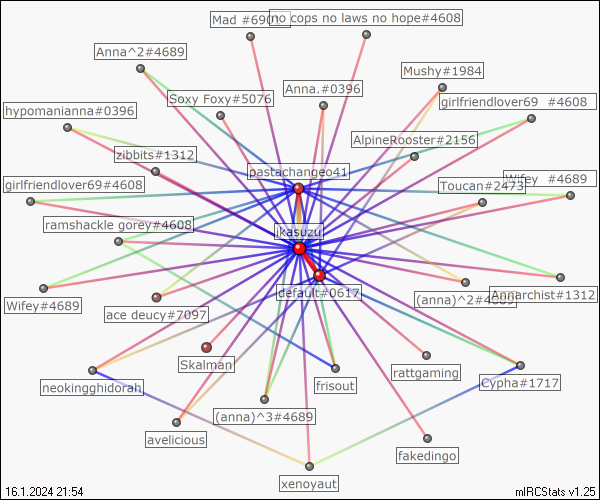 Mad #690
no cops no laws no hope#4608
Anna^2#4689
Mushy#1984
Soxy Foxy#5076
Anna.#0396
girlfriendlover69 #4608
hypomanianna#0396
AlpineRooster#2156
zibbits#1312
pastachangeo41
girlfriendlover69#4608
Toucan#2473
Wifey #4689
ramshackle gorey#4608
ikasuzu
default#0617
Wifey#4689
ace deucy#7097
(anna)^2#4689
Annarchist#1312
Skalman
rattgaming
neokingghidorah
frisout
Cypha#1717
(anna)^3#4689
avelicious
fakedingo
xenoyaut
16.1.2024 21:54
mIRCStats v1.25